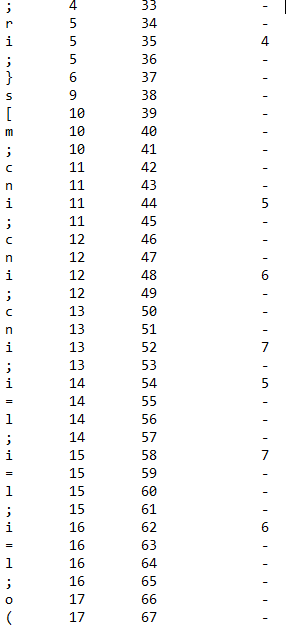 ; 4 33 -
r 5 34 -
i 5 35 4
; 5 36 -
} 6 37 -
s 9 38 -
[ 10 39 -
m 10 40 -
; 10 41 -
c 11 42 -
n 11 43 -
i 11 44 5
; 11 45 -
c 12 46 -
n 12 47 -
i 12 48 6
; 12 49 -
c 13 50 -
n 13 51 -
i 13 52 7
; 13 53 -
i 14 54 5
= 14 55 -
l 14 56 -
; 14 57 -
i 15 58 7
= 15 59 -
l 15 60 -
; 15 61 -
i 16 62 6
= 16 63 -
l 16 64 -
; 16 65 -
o 17 66 -
( 17 67 -